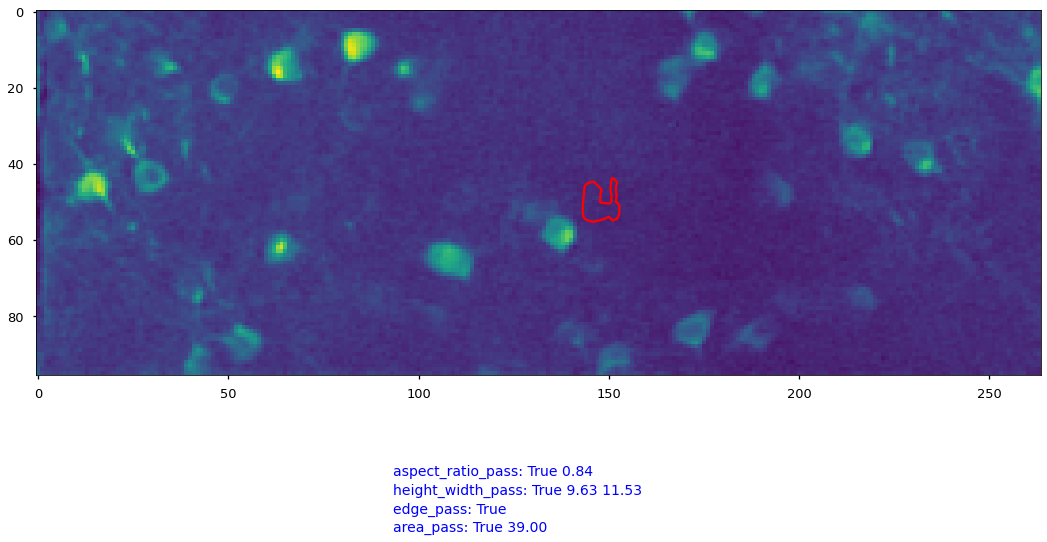 0
20
40
60
80
0 50 100 150 200 250
aspect_ratio_pass: True 0.84
height_width_pass: True 9.63 11.53
edge_pass: True
area_pass: True 39.00